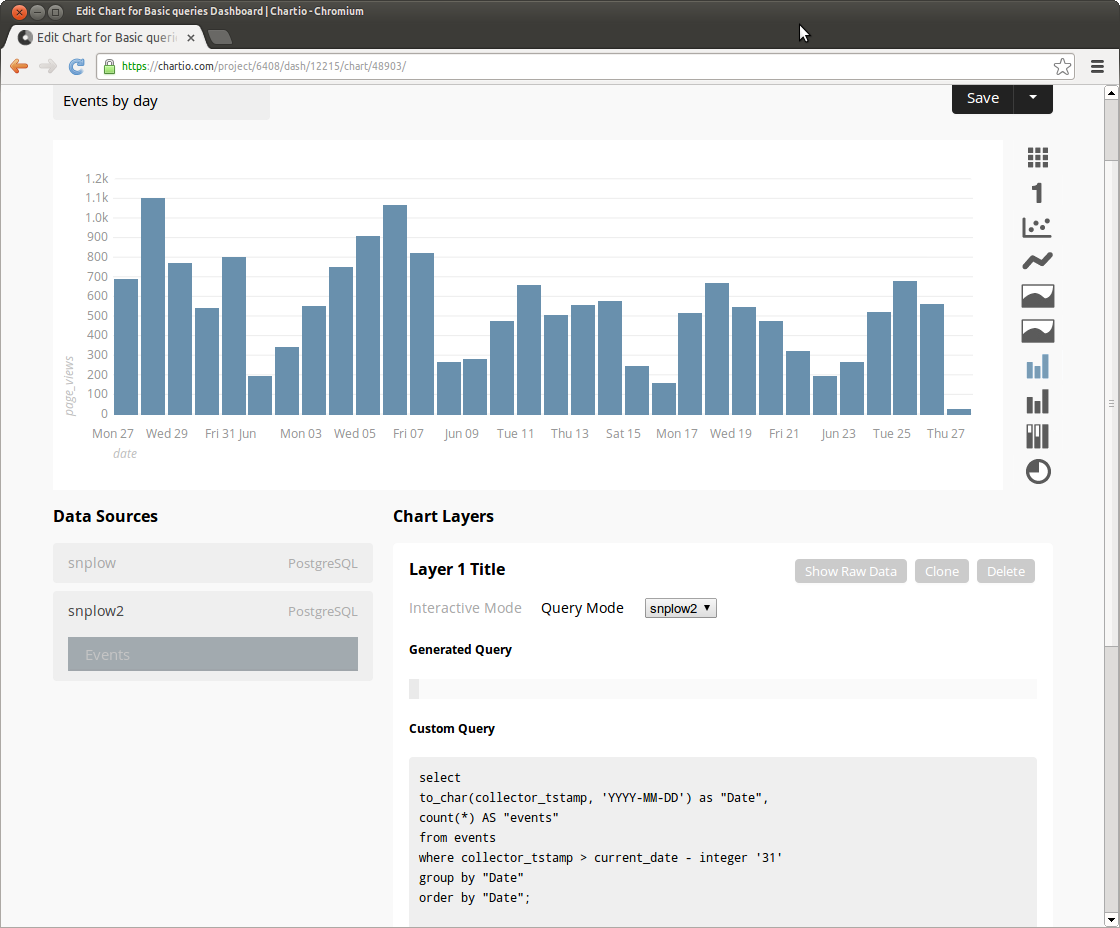 Edit Chart for Basic queries Dashboard | Chartio - Chromium
Edit Chart for Basic queri
https://chartio.com/project/6408/dash/12215/chart/48903/
Events by day
Save
1.2k
1.1k
1.0k
900
800
700
600
500
400
300
200
100
0
page_views
Mon 27 Wed 29 Fri 31 Jun Mon 03 Wed 05 Fri 07 Jun 09 Tue 11 Thu 13 Sat 15 Mon 17 Wed 19 Fri 21 Jun 23 Tue 25 Thu 27
date
1
Data Sources
snplow PostgreSQL
snplow2 PostgreSQL
Events
Chart Layers
Layer 1 Title Show Raw Data Clone Delete
Interactive Mode Query Mode snplow2
Generated Query
Custom Query
select
to_char(collector_tstamp, 'YYYY-MM-DD') as "Date",
count(*) AS "events"
from events
where collector_tstamp > current_date - integer '31'
group by "Date"
order by "Date";